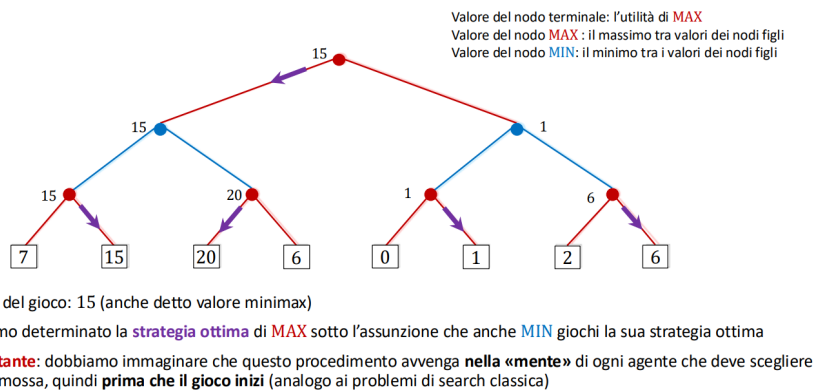 Valore del nodo terminale: l'utilità di MAX
Valore del nodo MAX : il massimo tra valori dei nodi figli
Valore del nodo MIN: il minimo tra i valori dei nodi figli
15
15
1
15
20
1
6
7
15
20
6
0
1
2
6
del gioco: 15 (anche detto valore minimax)
mo determinato la strategia ottima di MAX sotto l'assunzione che anche MIN giochi la sua strategia ottima
tante: dobbiamo immaginare che questo procedimento avvenga nella «mente» di ogni agente che deve scegliere
mossa, quindi prima che il gioco inizi (analogo ai problemi di search classica)